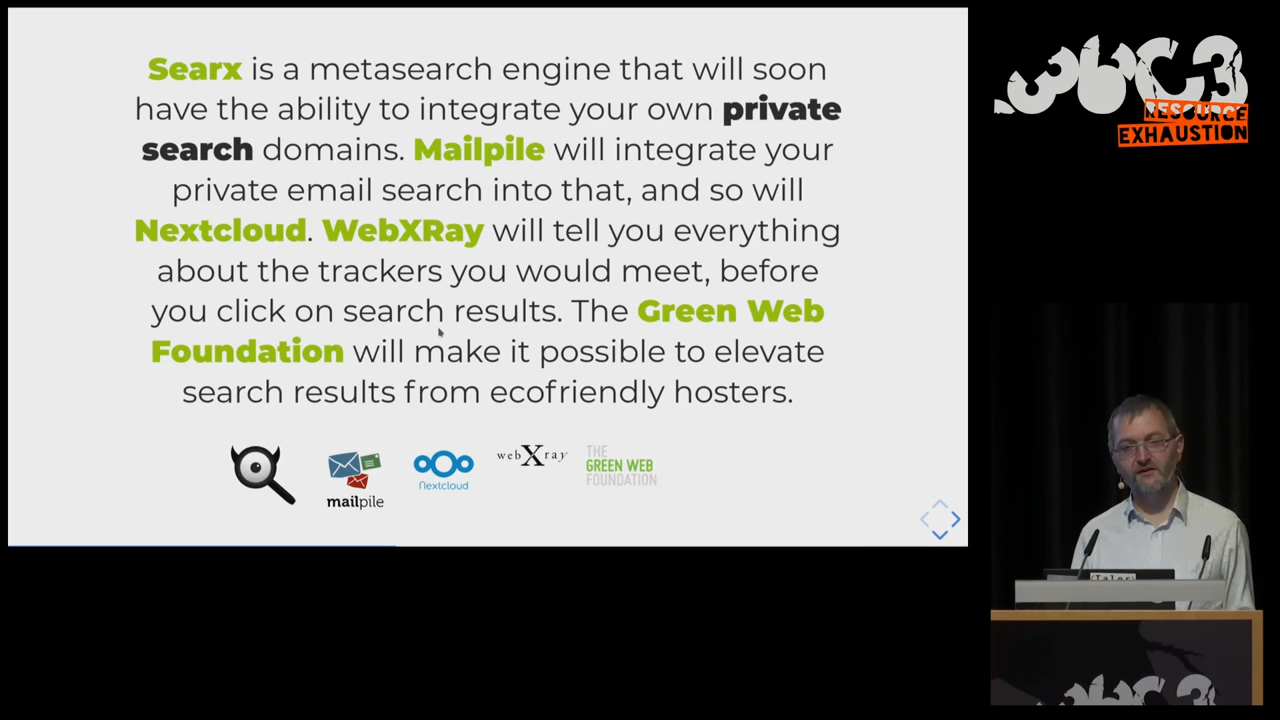 Searx is a metasearch engine that will soon
have the ability to integrate your own private
search domains. Mailpile will integrate your
private email search into that, and so will
Nextcloud. WebXRay will tell you everything
about the trackers you would meet, before
you click on search results. The Green Web
Foundation will make it possible to elevate
search results from ecofriendly hosters.
mailpile
Nextcloud
webXray
THE
GREEN WEB
FOUNDATION
36C3
RESOURCE
EXHAUSTION
Taler
36C3